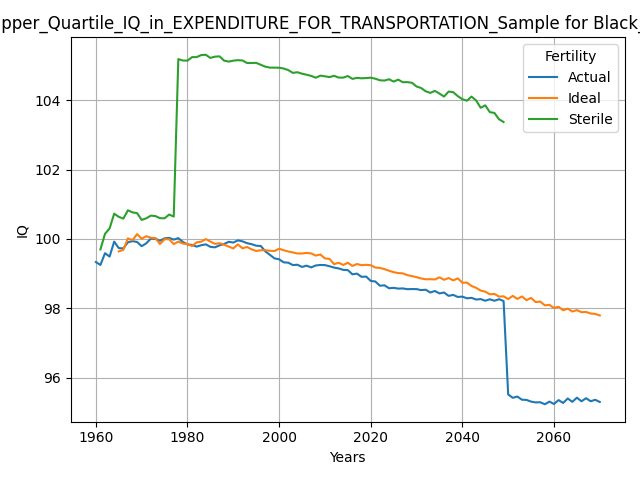 pper_Quartile_IQ_in_EXPENDITURE_FOR_TRANSPORTATION_Sample for Black_
Fertility
Actual
Ideal
Sterile
104
102
100
98
96
IQ
1960
1980
2000
2020
2040
2060
Years